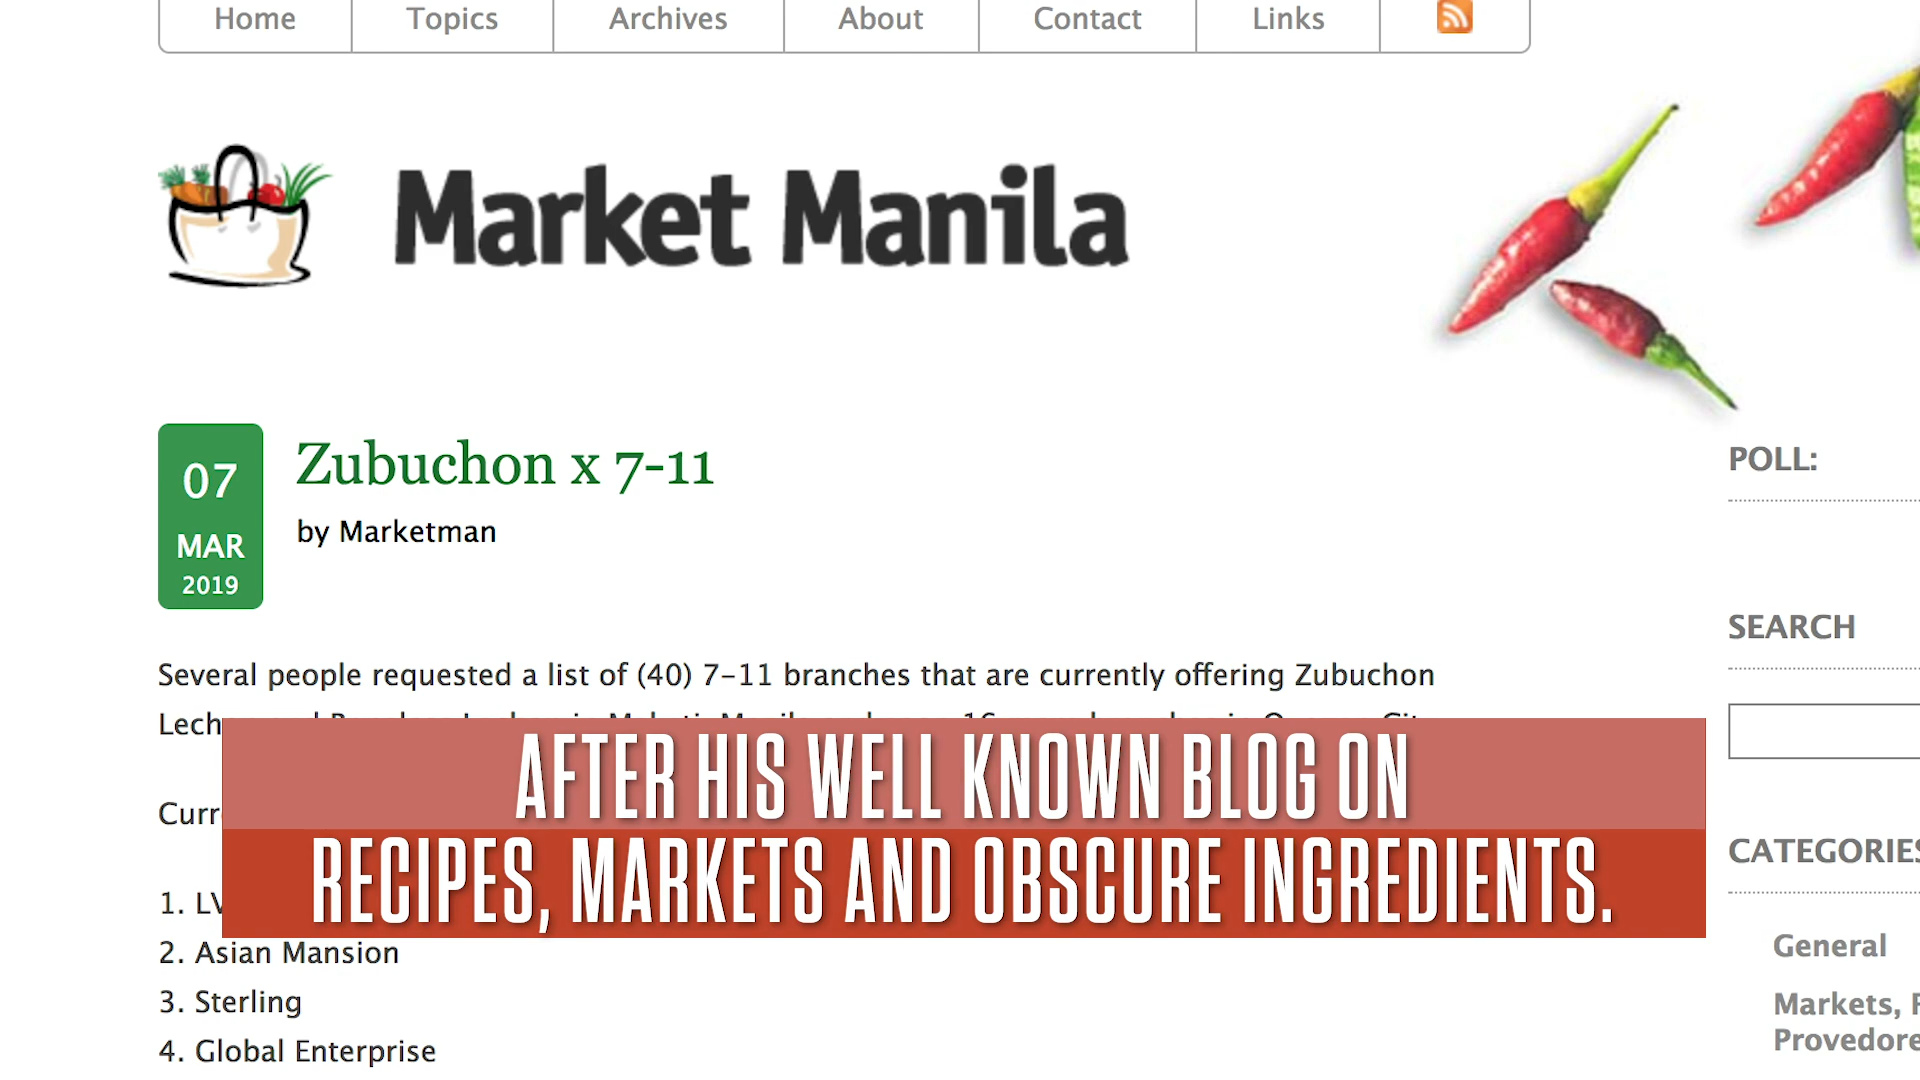 Home Topics Archives About Contact Links
Market Manila
07
MAR
2019
Zubuchon x 7-11
by Marketman
POLL:
SEARCH
Several people requested a list of (40) 7-11 branches that are currently offering Zubuchon
AFTER HIS WELL KNOWN BLOG ON
RECIPES, MARKETS AND OBSCURE INGREDIENTS.
CATEGORIES
2. Asian Mansion
3. Sterling
4. Global Enterprise
General
Markets,